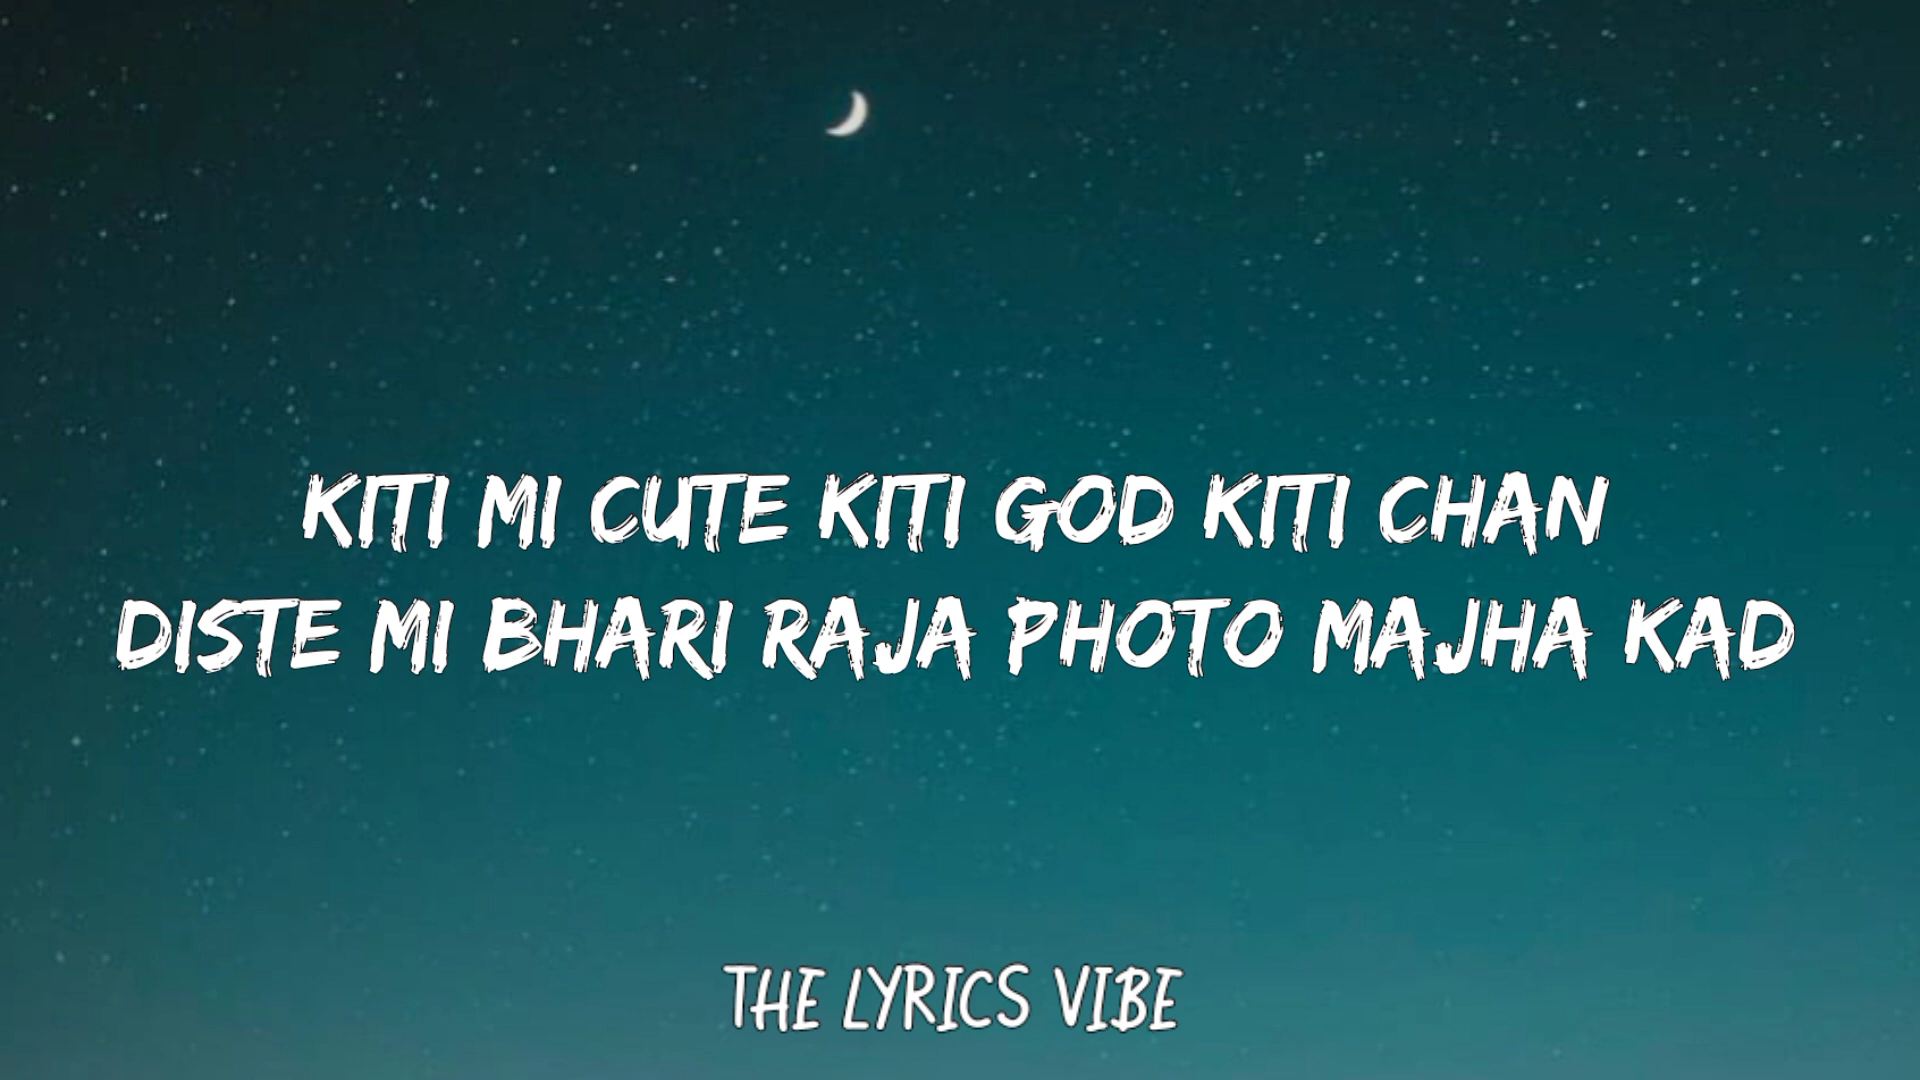 KITI MI CUTE KITI GOD KITI CHAN
DISTE MI BHARI RAJA PHOTO MAJHA KAD
THE LYRICS VIBE